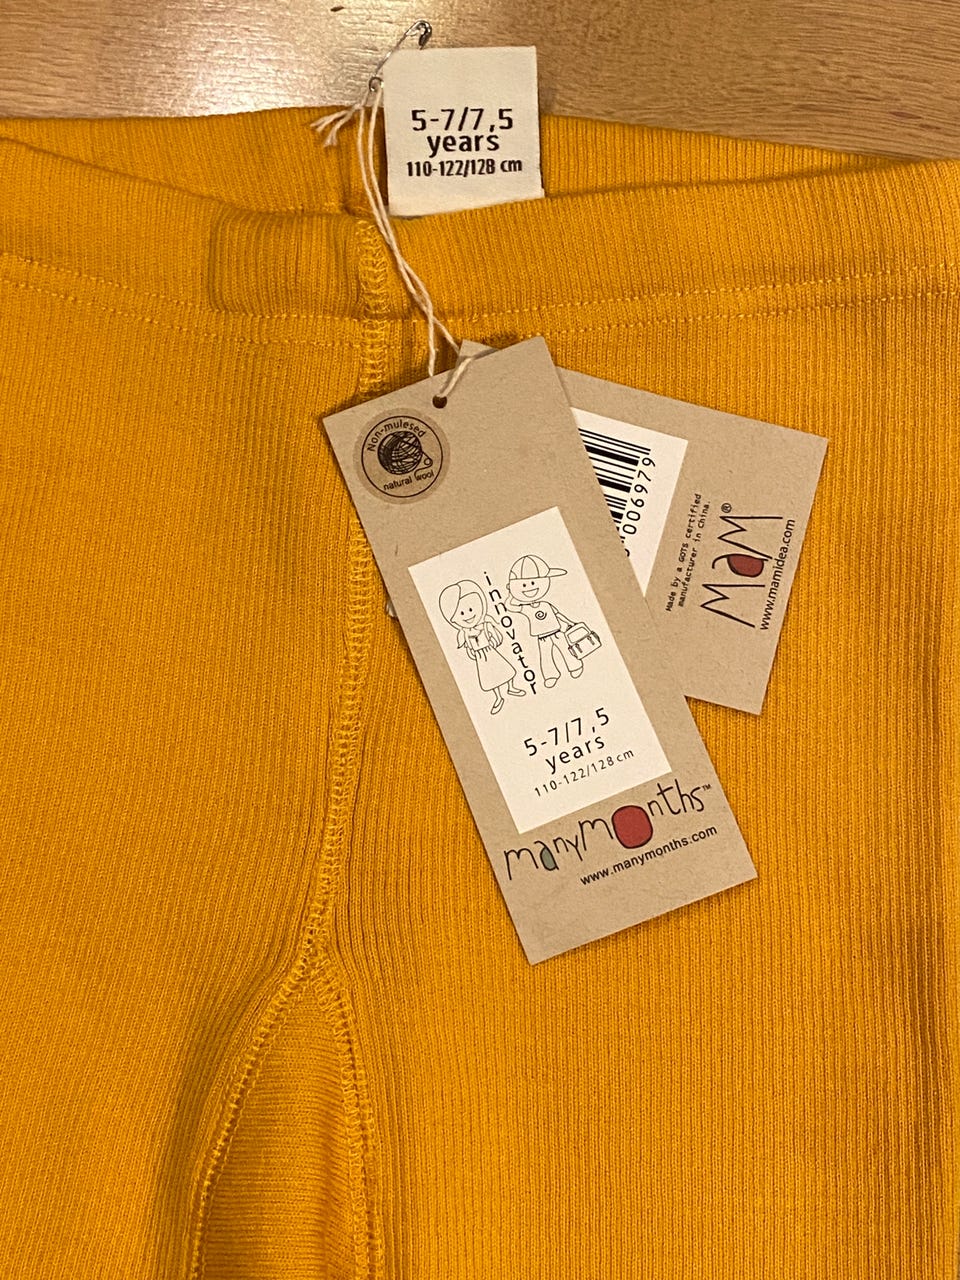 5-7/7,5
years
110-122/128 cm
Non-mulesed
natural wool
innovator
5-7/7,5
years
110-122/128 cm
manymonths™
www.manymonths.com
006979
Made by a GOTS certified
manufacturer in China.
MaM®
www.mamidea.com